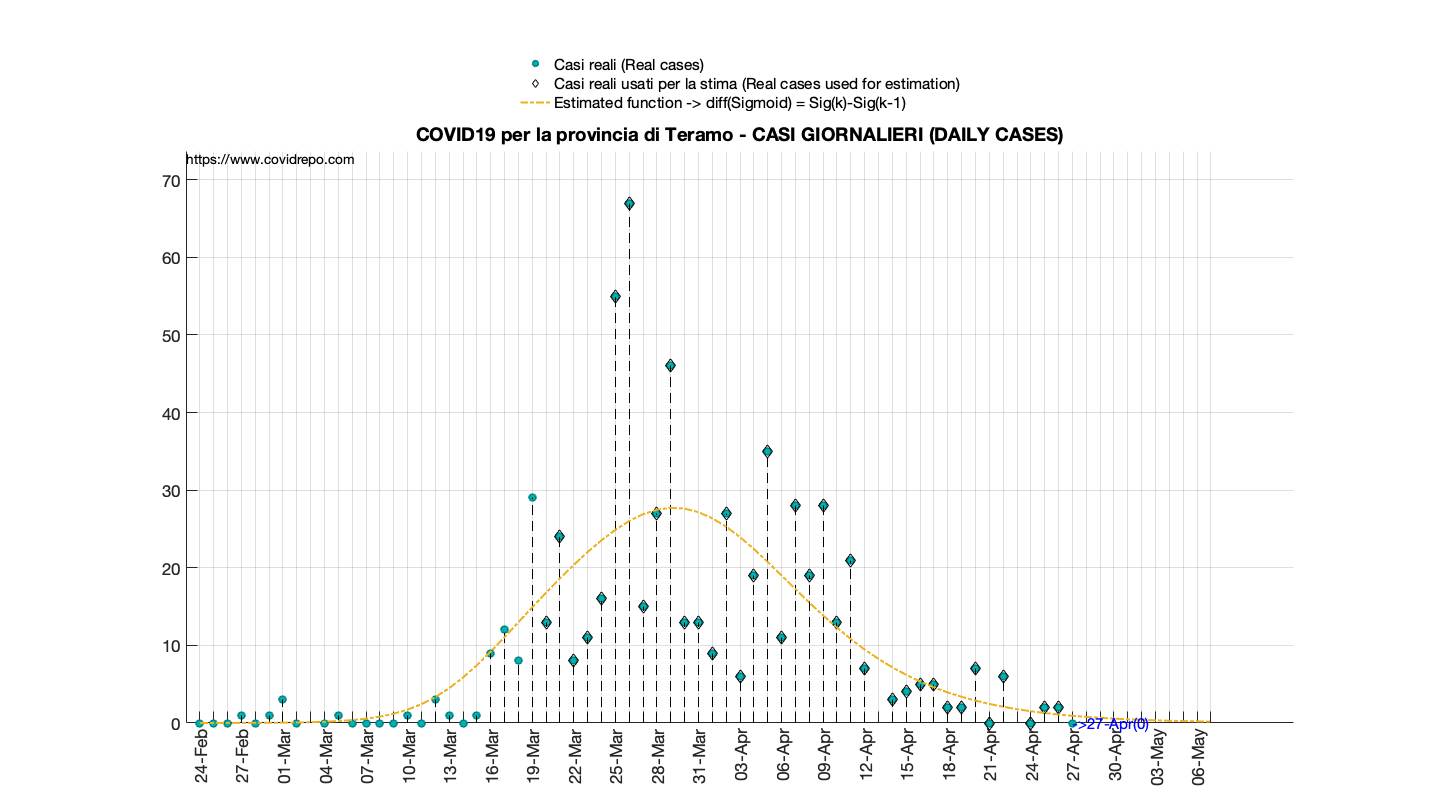 Casi reali (Real cases)
Casi reali usati per la stima (Real cases used for estimation)
Estimated function -> diff(Sigmoid) = Sig(k)-Sig(k-1)
COVID19 per la provincia di Teramo - CASI GIORNALIERI (DAILY CASES)
https://www.covidrepo.com
70
60
50
40
30
20
10
0
->27-Apr(0)
24-Feb
27-Feb
01-Mar
04-Mar
07-Mar
10-Mar
13-Mar
16-Mar
19-Mar
22-Mar
25-Mar
28-Mar
31-Mar
03-Apr
06-Apr
09-Apr
12-Apr
15-Apr
18-Apr
21-Apr
24-Apr
27-Apr
30-Apr
03-May
06-May